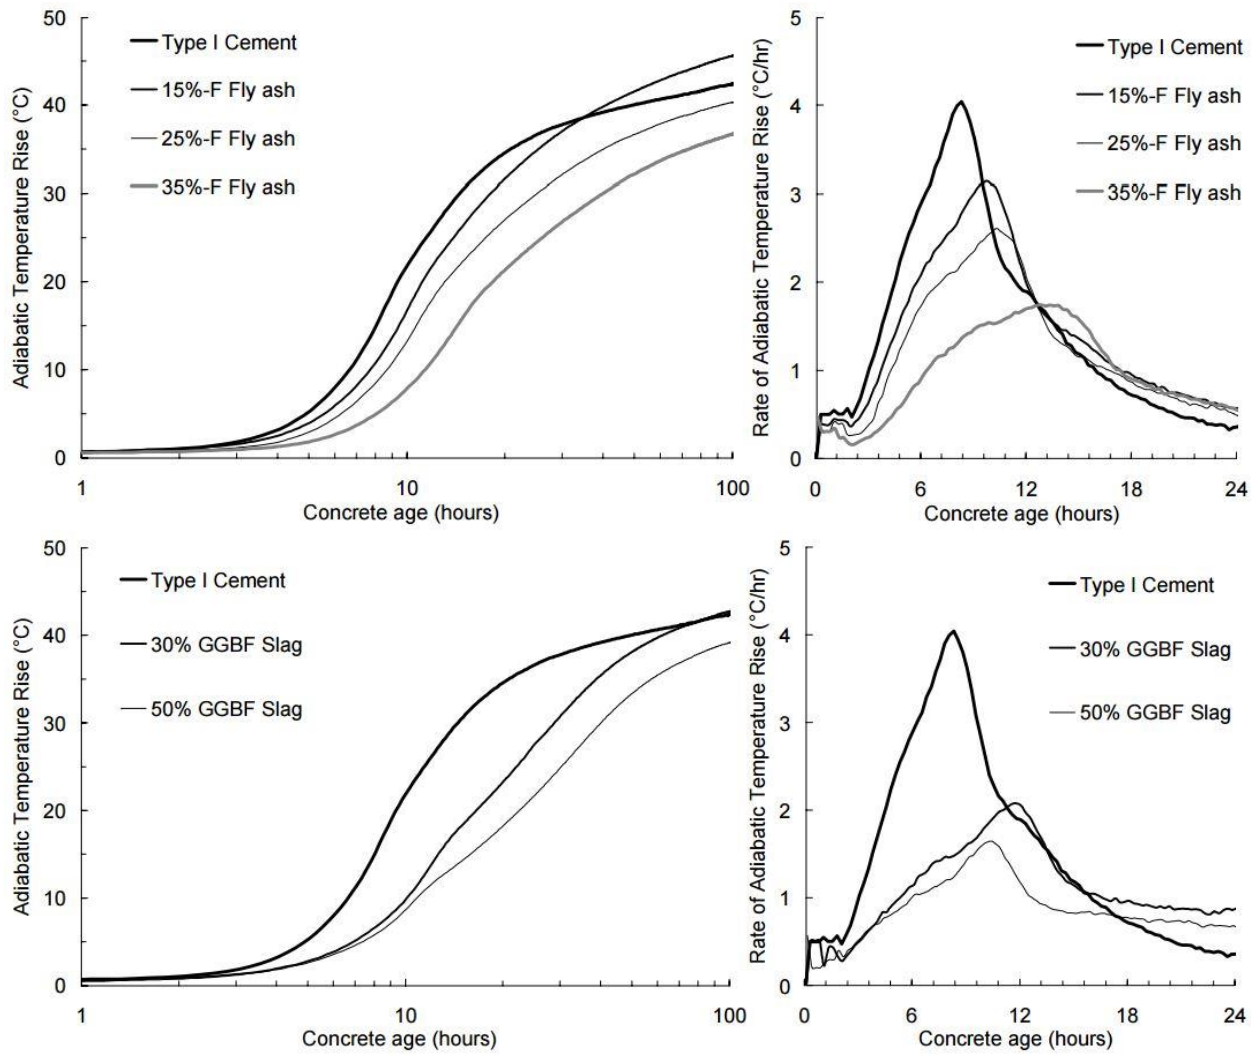 50
40
30
20
10
0
Adiabatic Temperature Rise (°C)
Type I Cement
15%-F Fly ash
25%-F Fly ash
35%-F Fly ash
1
10
100
Concrete age (hours)
5
4
3
2
1
0
Rate of Adiabatic Temperature Rise (°C/hr)
Type I Cement
15%-F Fly ash
25%-F Fly ash
35%-F Fly ash
0
6
12
18
24
Concrete age (hours)
50
40
30
20
10
0
Adiabatic Temperature Rise (°C)
Type I Cement
30% GGBF Slag
50% GGBF Slag
1
10
100
Concrete age (hours)
5
4
3
2
1
0
Rate of Adiabatic Temperature Rise (°C/hr)
Type I Cement
30% GGBF Slag
50% GGBF Slag
0
6
12
18
24
Concrete age (hours)